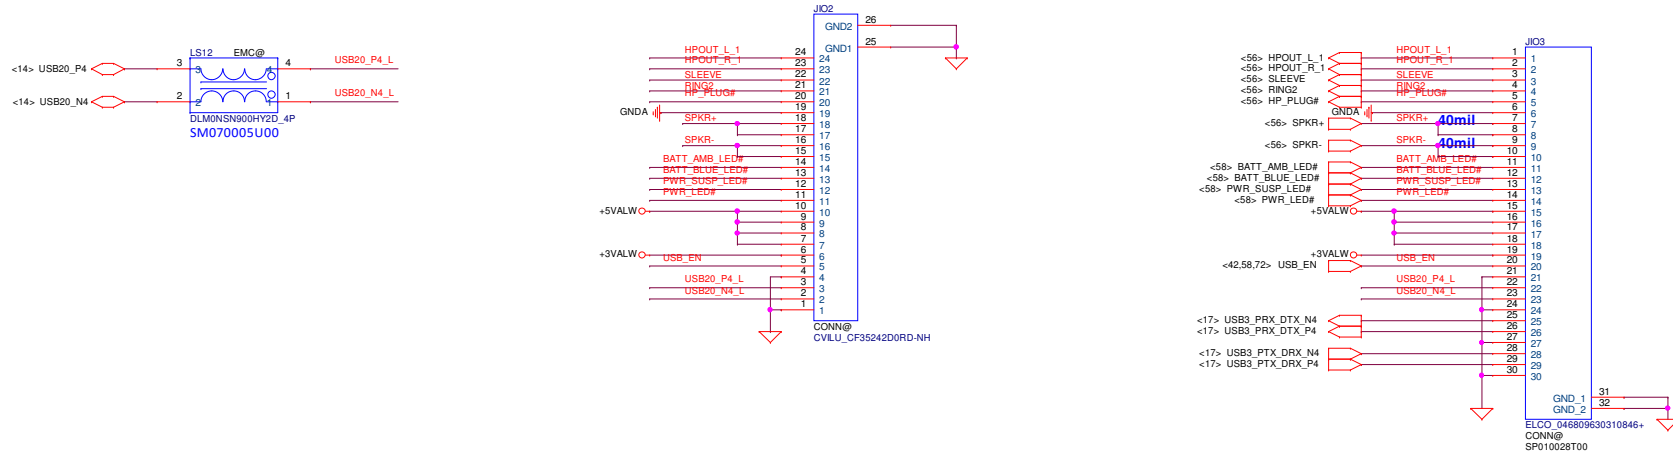 LS12 EMC@
<14> USB20_P4 3 3 4 4 USB20_P4_L
<14> USB20_N4 2 2 1 1 USB20_N4_L
DLM0NSN900HY2D_4P
SM070005U00
JIO2
GND2 26
GND1 25
HPOUT_L_1 24 24
HPOUT_R_1 23 23
SLEEVE 22 22
RING2 21 21
20 20
GNDA 19 19
SPKR+ 18 18
17 17
SPKR- 16 16
15 15
BATT_AMB_LED# 14 14
BATT_BLUE_LED# 13 13
PWR_SUSP_LED# 12 12
PWR_LED# 11 11
+5VALW 10 10
9 9
8 8
7 7
+3VALW 6 6
USB_EN 5 5
4 4
USB20_P4_L 3 3
USB20_N4_L 2 2
1 1
CONN@
CVILU_CF35242D0RD-NH
JIO3
<56> HPOUT_L_1 HPOUT_L_1 1 1
<56> HPOUT_R_1 HPOUT_R_1 2 2
<56> SLEEVE SLEEVE 3 3
<56> RING2 RING2 4 4
<56> HP_PLUG# HP_PLUG# 5 5
GNDA 6 6
<56> SPKR+ SPKR+ 40mil 7 7
8 8
<56> SPKR- SPKR- 40mil 9 9
10 10
<58> BATT_AMB_LED# BATT_AMB_LED# 11 11
<58> BATT_BLUE_LED# BATT_BLUE_LED# 12 12
<58> PWR_SUSP_LED# PWR_SUSP_LED# 13 13
<58> PWR_LED# PWR_LED# 14 14
+5VALW 15 15
16 16
17 17
18 18
+3VALW 19 19
<42,58,72> USB_EN USB_EN 20 20
21 21
USB20_P4_L 22 22
USB20_N4_L 23 23
24 24
<17> USB3_PRX_DTX_N4 25 25
<17> USB3_PRX_DTX_P4 26 26
27 27
<17> USB3_PTX_DRX_N4 28 28
<17> USB3_PTX_DRX_P4 29 29
30 30
GND_1 31
GND_2 32
ELCO_046809630310846+
CONN@
SP010028T00